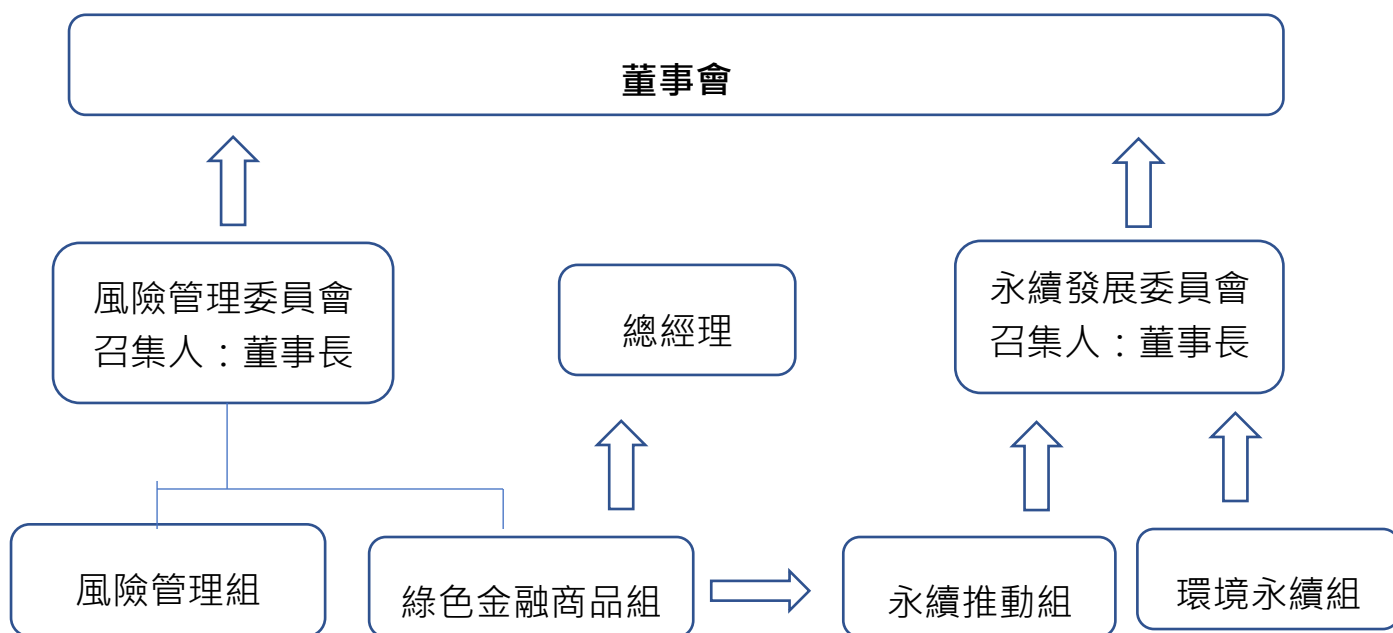 董事會
風險管理委員會
召集人：董事長
總經理
永續發展委員會
召集人：董事長
風險管理組
綠色金融商品組
永續推動組
環境永續組